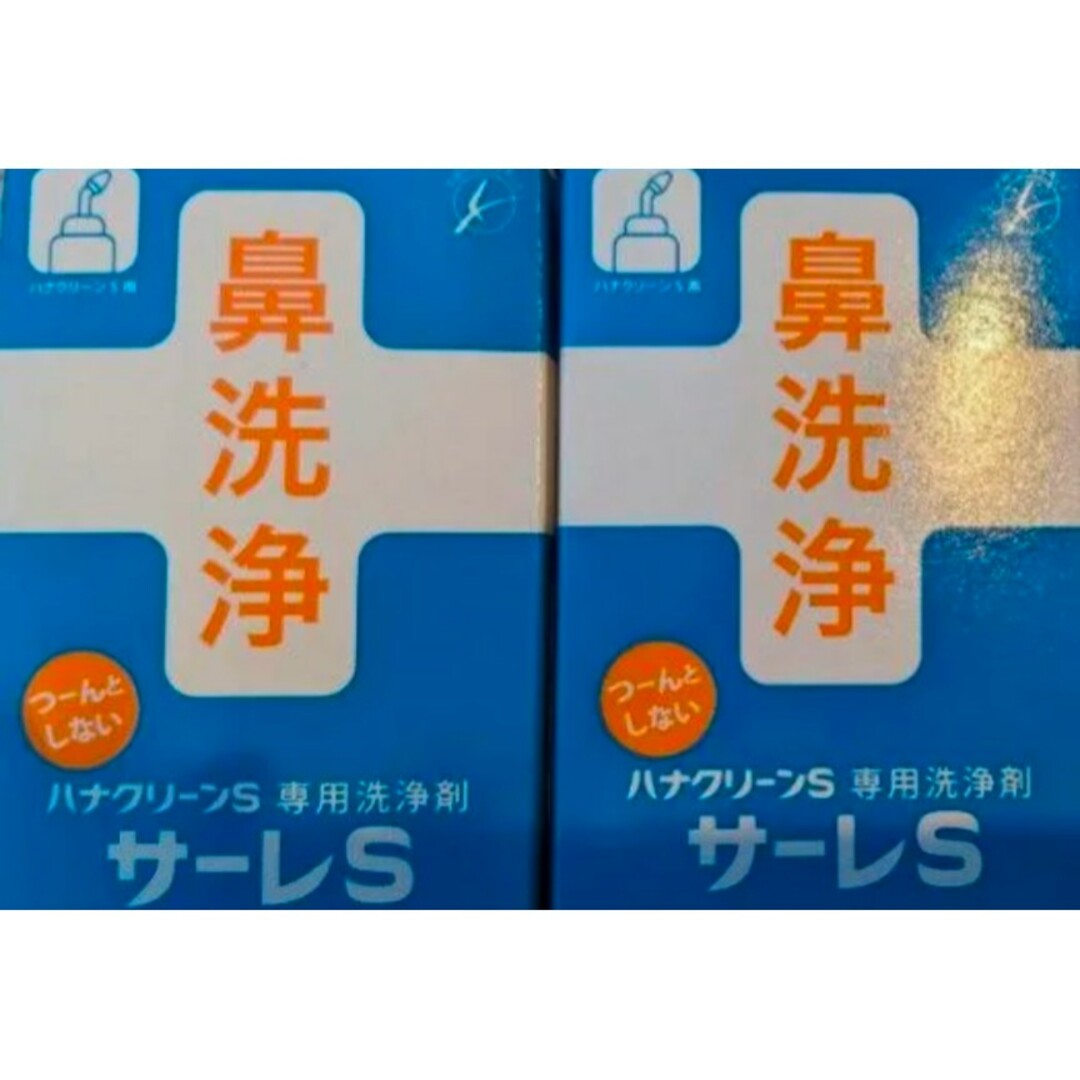 ハナクリーンS用
鼻
洗
浄
つーんと
しない
ハナクリーンS 専用洗浄剤
サーレS
ハナクリーンS用
鼻
洗
浄
つーんと
しない
ハナクリーンS 専用洗浄剤
サーレS